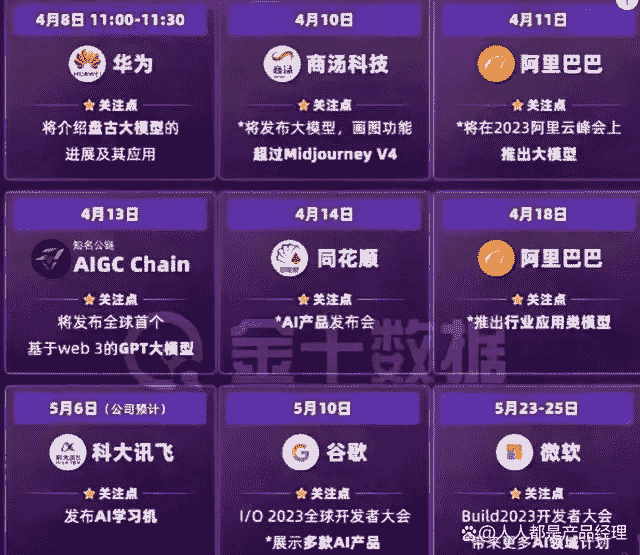 4月8日 11:00-11:30
华为
关注点
将介绍盘古大模型的
进展及其应用
4月10日
商汤
商汤科技
关注点
*将发布大模型，画图功能
超过Midjourney V4
4月11日
阿里巴巴
关注点
*将在2023阿里云峰会上
推出大模型
4月13日
知名公链
AIGC Chain
关注点
将发布全球首个
基于web 3的GPT大模型
4月14日
同花顺
关注点
*AI产品发布会
4月18日
阿里巴巴
关注点
*推出行业应用类模型
金十数据
5月6日（公司预计）
科大讯飞
关注点
发布AI学习机
5月10日
谷歌
关注点
I/O 2023全球开发者大会
*展示多款AI产品
5月23-25日
微软
关注点
Build2023开发者大会
带来更多AI领域计划
@人人都是产品经理